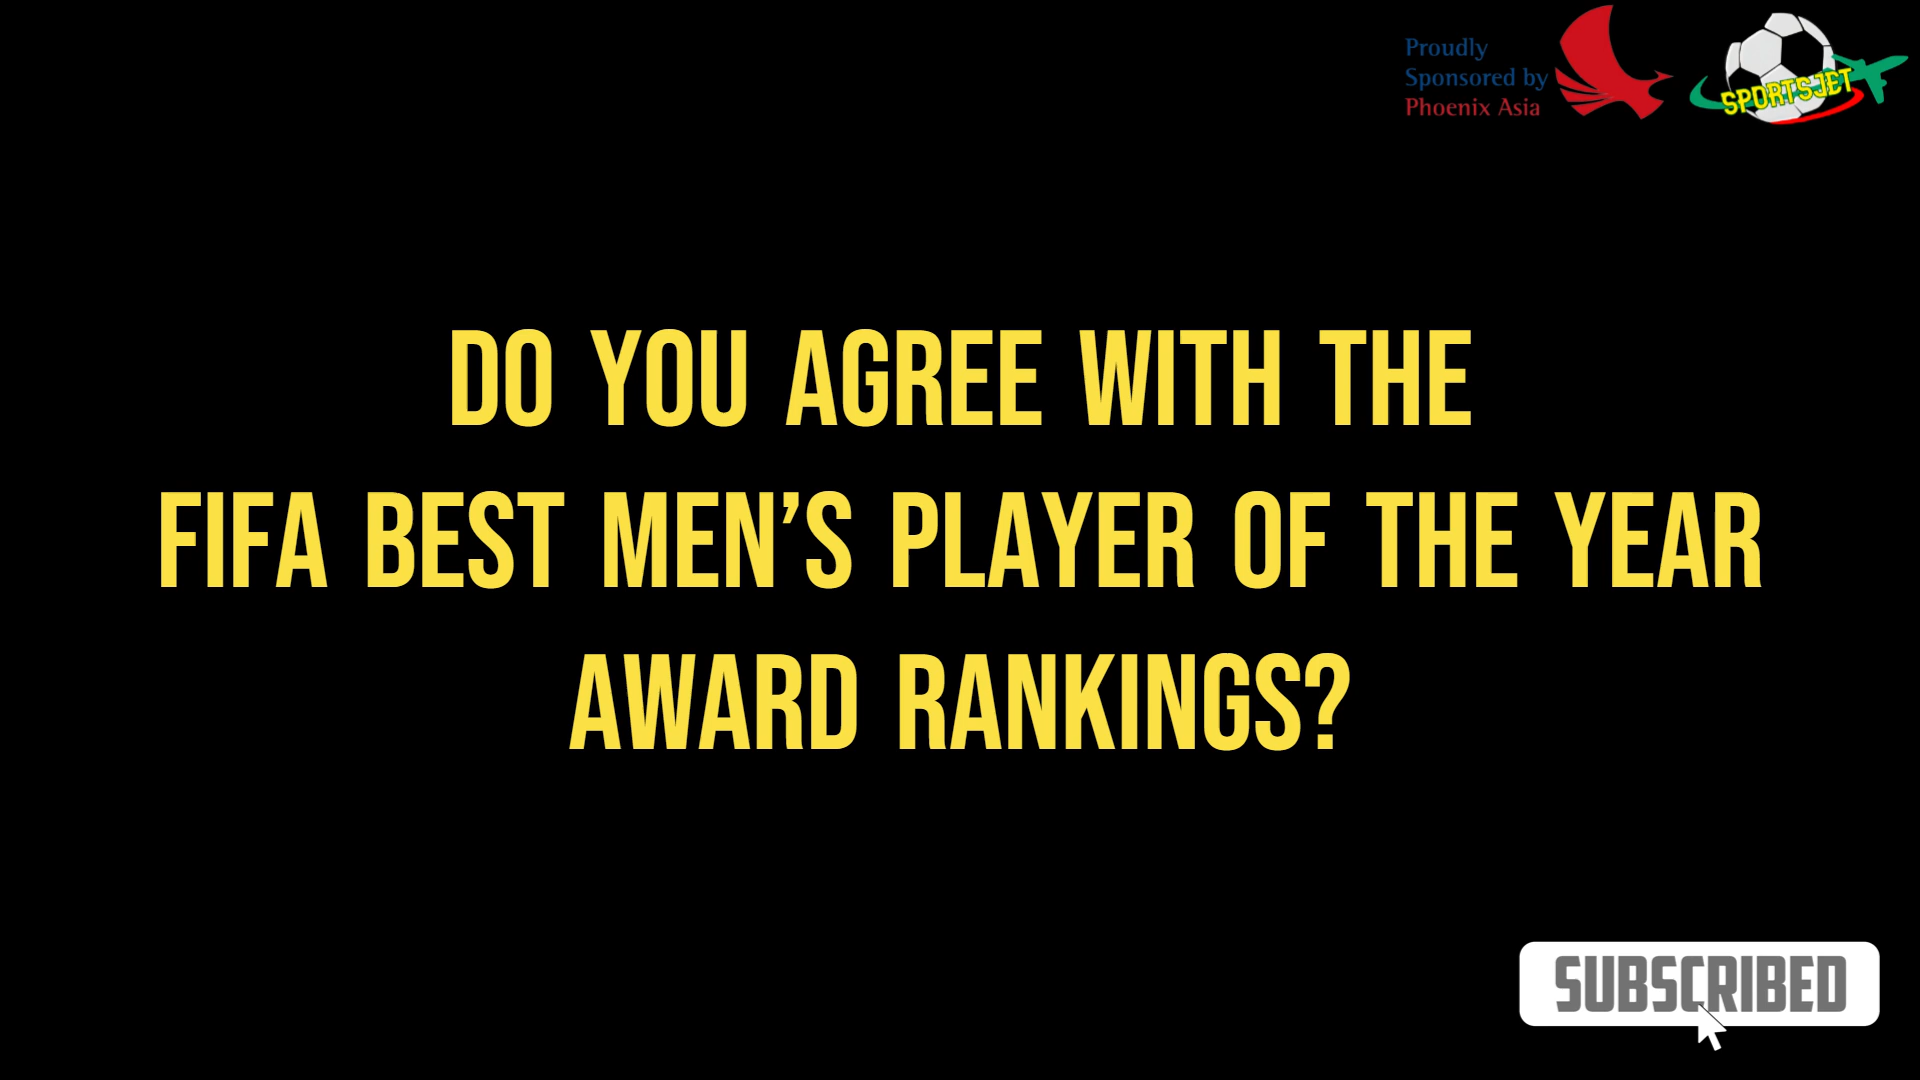 Proudly
Sponsored by
Phoenix Asia
SPORTSJET
DO YOU AGREE WITH THE
FIFA BEST MEN’S PLAYER OF THE YEAR
AWARD RANKINGS?
SUBSCRIBED